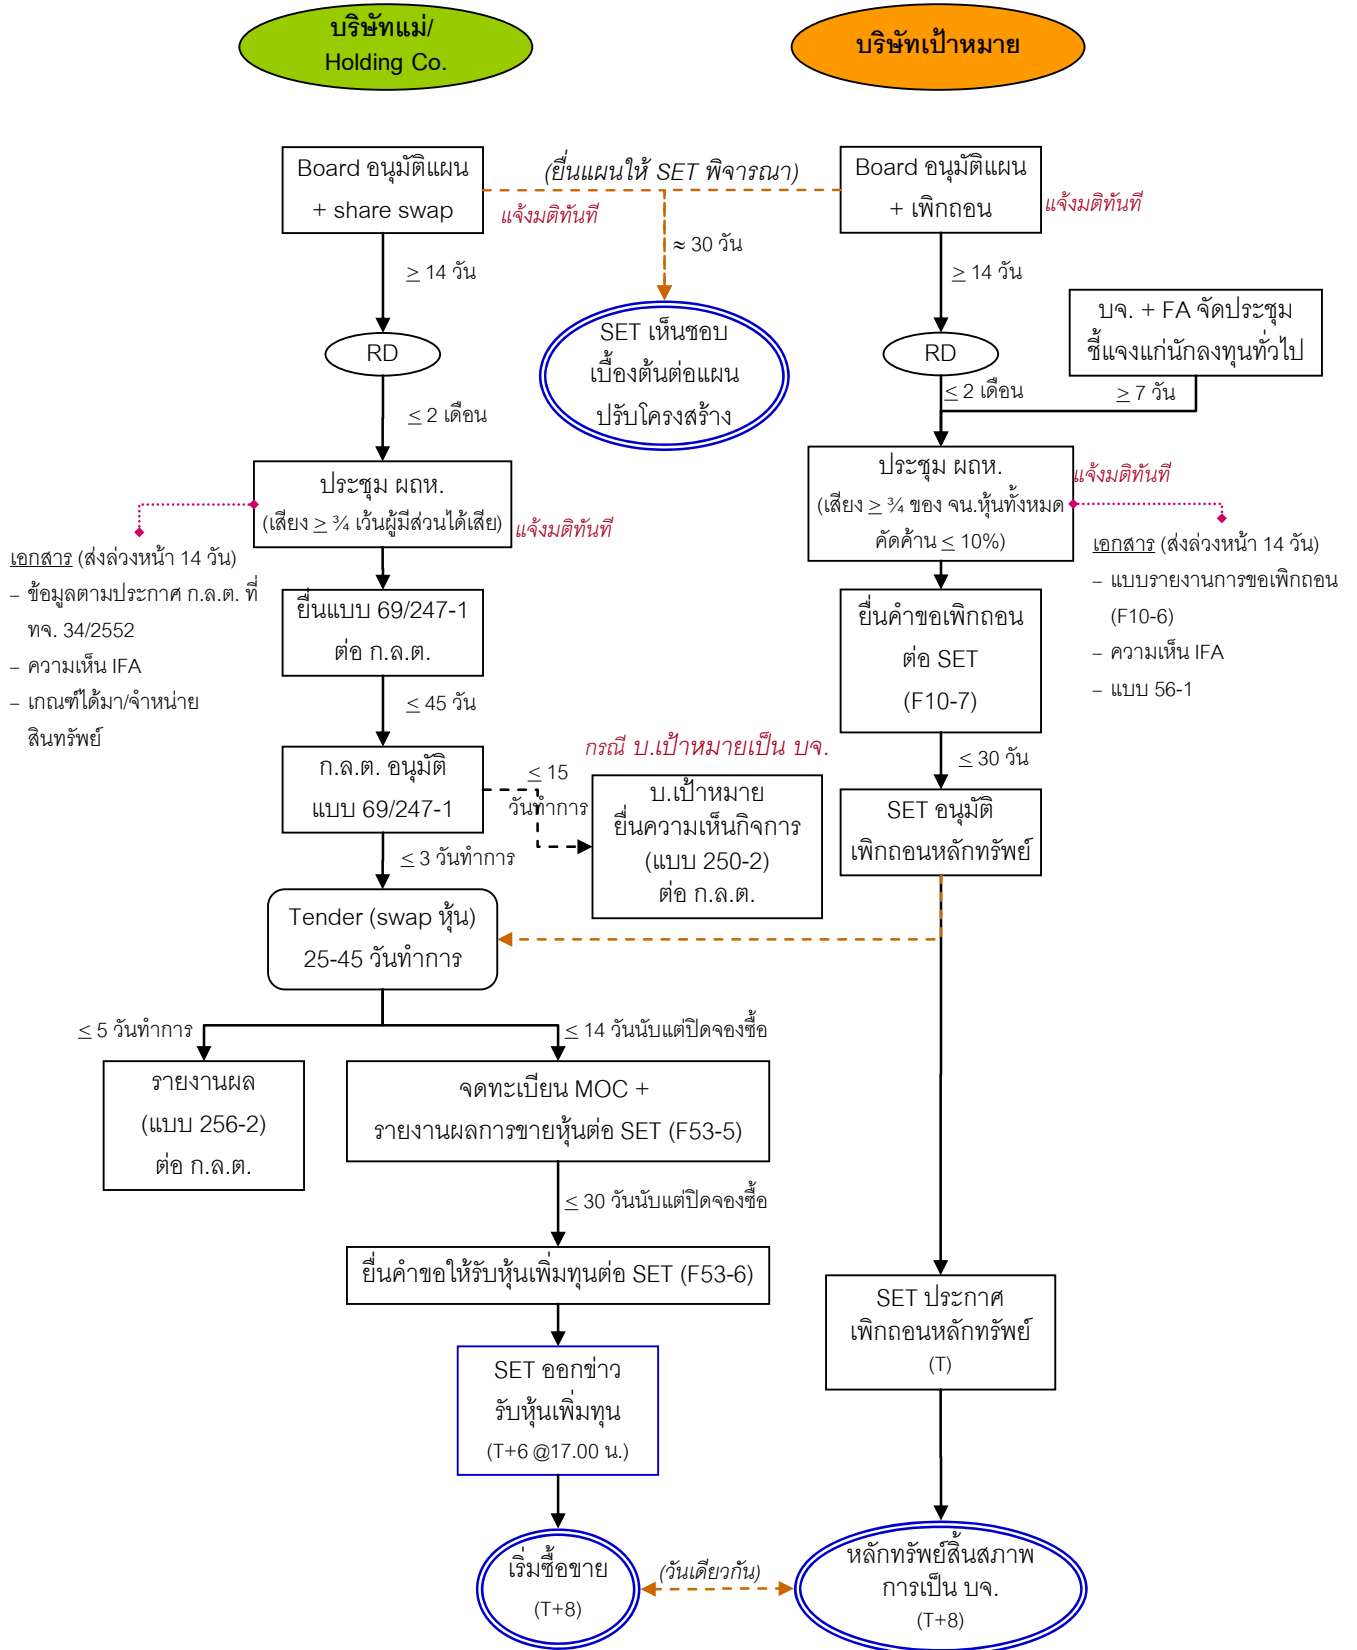 บริษัทแม่/
Holding Co.
บริษัทเป้าหมาย
Board อนุมัติแผน
+ share swap
แจ้งมติทันที
(ยื่นแผนให้ SET พิจารณา)
≈ 30 วัน
Board อนุมัติแผน
+ เพิกถอน
แจ้งมติทันที
≥ 14 วัน
≥ 14 วัน
RD
SET เห็นชอบ
เบื้องต้นต่อแผน
ปรับโครงสร้าง
RD
บจ. + FA จัดประชุม
ชี้แจงแก่นักลงทุนทั่วไป
≤ 2 เดือน
≤ 2 เดือน
≥ 7 วัน
ประชุม ผถห.
(เสียง ≥ ¾ เว้นผู้มีส่วนได้เสีย)
แจ้งมติทันที
ประชุม ผถห.
(เสียง ≥ ¾ ของ จน.หุ้นทั้งหมด
คัดค้าน ≤ 10%)
แจ้งมติทันที
เอกสาร (ส่งล่วงหน้า 14 วัน)
– ข้อมูลตามประกาศ ก.ล.ต. ที่
ทจ. 34/2552
– ความเห็น IFA
– เกณฑ์ได้มา/จำหน่าย
สินทรัพย์
เอกสาร (ส่งล่วงหน้า 14 วัน)
– แบบรายงานการขอเพิกถอน
(F10-6)
– ความเห็น IFA
– แบบ 56-1
ยื่นแบบ 69/247-1
ต่อ ก.ล.ต.
ยื่นคำขอเพิกถอน
ต่อ SET
(F10-7)
≤ 45 วัน
≤ 30 วัน
ก.ล.ต. อนุมัติ
แบบ 69/247-1
≤ 15
วันทำการ
กรณี บ.เป้าหมายเป็น บจ.
บ.เป้าหมาย
ยื่นความเห็นกิจการ
(แบบ 250-2)
ต่อ ก.ล.ต.
SET อนุมัติ
เพิกถอนหลักทรัพย์
≤ 3 วันทำการ
Tender (swap หุ้น)
25-45 วันทำการ
≤ 5 วันทำการ
≤ 14 วันนับแต่ปิดจองซื้อ
รายงานผล
(แบบ 256-2)
ต่อ ก.ล.ต.
จดทะเบียน MOC +
รายงานผลการขายหุ้นต่อ SET (F53-5)
≤ 30 วันนับแต่ปิดจองซื้อ
ยื่นคำขอให้รับหุ้นเพิ่มทุนต่อ SET (F53-6)
SET ประกาศ
เพิกถอนหลักทรัพย์
(T)
SET ออกข่าว
รับหุ้นเพิ่มทุน
(T+6 @17.00 น.)
เริ่มซื้อขาย
(T+8)
(วันเดียวกัน)
หลักทรัพย์สิ้นสภาพ
การเป็น บจ.
(T+8)